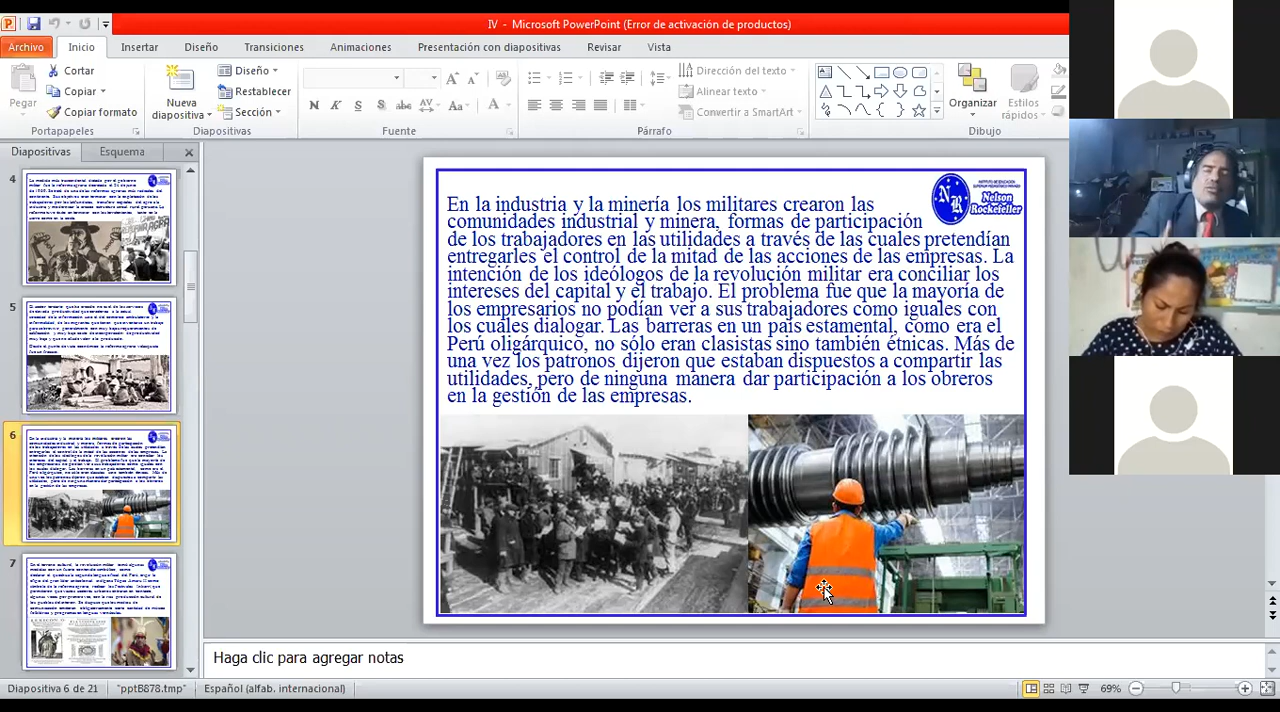 IV - Microsoft PowerPoint (Error de activación de productos)
Archivo Inicio Insertar Diseño Transiciones Animaciones Presentación con diapositivas Revisar Vista
Pegar
Cortar
Copiar
Copiar formato
Portapapeles
Nueva diapositiva
Diseño
Restablecer
Sección
Diapositivas
N K S S abc AV Aa A
Fuente
Dirección del texto
Alinear texto
Convertir a SmartArt
Párrafo
Organizar
Estilos rápidos
Dibujo
Diapositivas Esquema
4
5
6
7
En la industria y la minería los militares crearon las
comunidades industrial y minera, formas de participación
de los trabajadores en las utilidades a través de las cuales pretendían
entregarles el control de la mitad de las acciones de las empresas. La
intención de los ideólogos de la revolución militar era conciliar los
intereses del capital y el trabajo. El problema fue que la mayoría de
los empresarios no podían ver a sus trabajadores como iguales con
los cuales dialogar. Las barreras en un país estamental, como era el
Perú oligárquico, no sólo eran clasistas sino también étnicas. Más de
una vez los patronos dijeron que estaban dispuestos a compartir las
utilidades, pero de ninguna manera dar participación a los obreros
en la gestión de las empresas.
NR
Nelson
Rockefeller
Haga clic para agregar notas
Diapositiva 6 de 21 "pptB878.tmp" Español (alfab. internacional) 69%